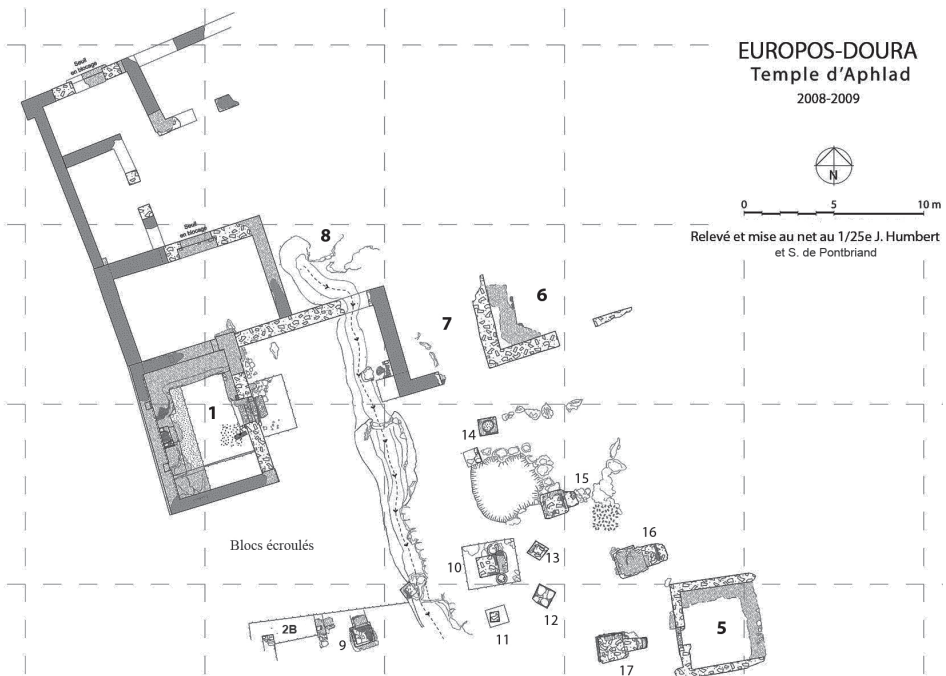 EUROPOS-DOURA
Temple d'Aphlad
2008-2009
N
0 5 10 m
Relevé et mise au net au 1/25e J. Humbert
et S. de Pontbriand
Seuil
en blocage
Seuil
en blocage
8
6
7
1
14
15
16
Blocs écroulés
10
13
12
11
2B
9
5
17